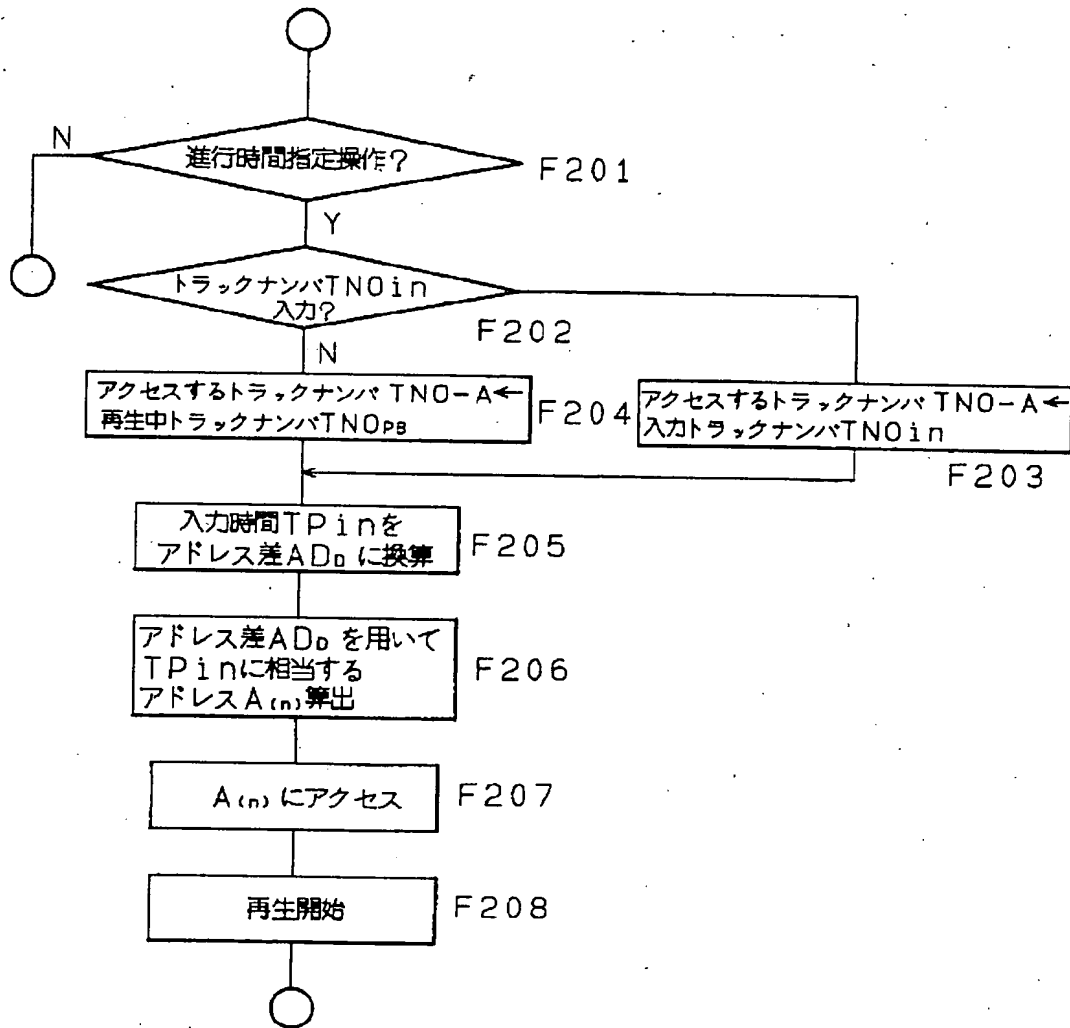 N
進行時間指定操作?
F201
Y
トラックナンバTNOin
入力?
F202
N
アクセスするトラックナンバ TNO-A←
再生中トラックナンバTNOPB
F204
アクセスするトラックナンバ TNO-A←
入力トラックナンバTNOin
F203
入力時間TPinを
アドレス差ADDに換算
F205
アドレス差ADDを用いて
TPinに相当する
アドレスA(n)算出
F206
A(n)にアクセス
F207
再生開始
F208